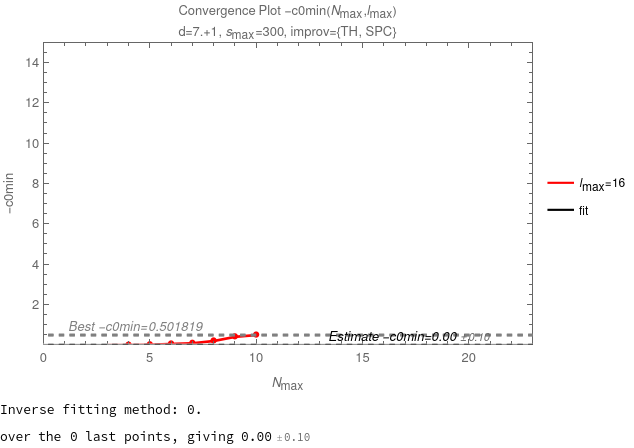 Convergence Plot −c0min(Nmax,lmax)
d=7.+1, smax=300, improv={TH, SPC}
14
12
10
8
6
4
2
−c0min
Best −c0min=0.501819
Estimate −c0min=0.00 ±0.10
0
5
10
15
20
Nmax
lmax=16
fit
Inverse fitting method: 0.
over the 0 last points, giving 0.00 ±0.10